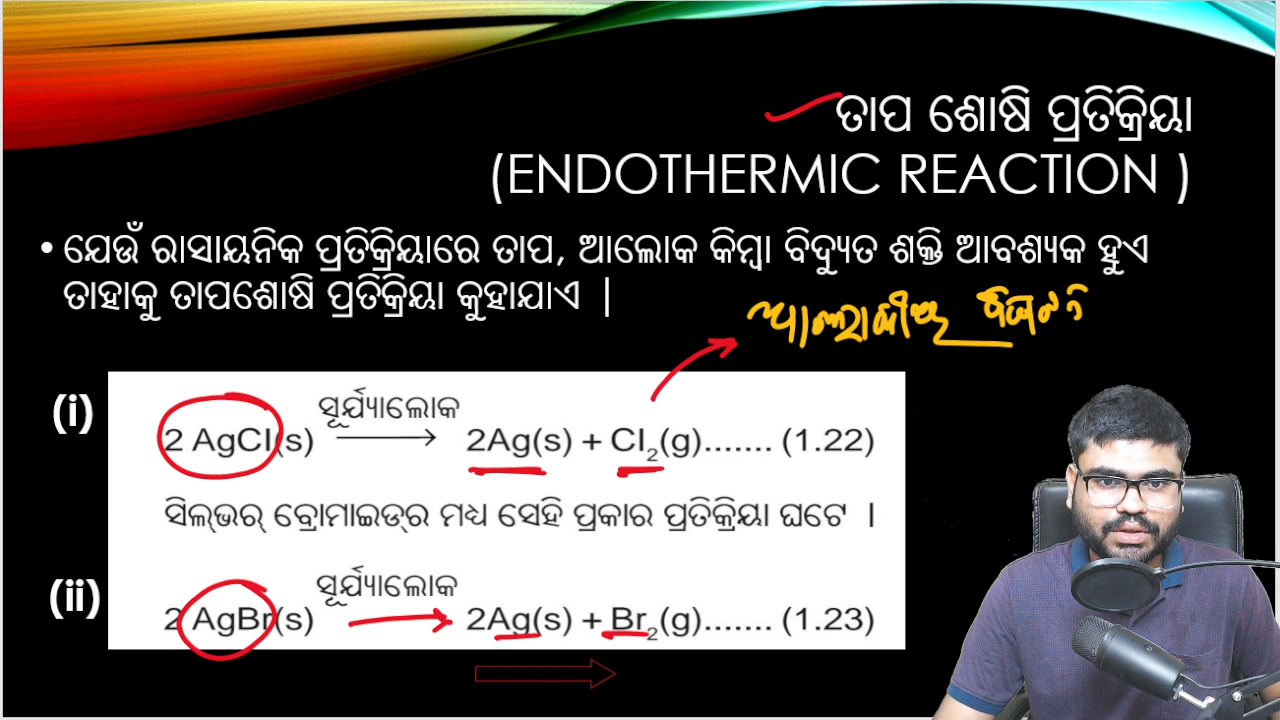 ତାପ ଶୋଷି ପ୍ରତିକ୍ରିୟା
(ENDOTHERMIC REACTION )
• ଯେଉଁ ରାସାୟନିକ ପ୍ରତିକ୍ରିୟାରେ ତାପ, ଆଲୋକ କିମ୍ବା ବିଦ୍ୟୁତ ଶକ୍ତି ଆବଶ୍ୟକ ହୁଏ
ତାହାକୁ ତାପଶୋଷି ପ୍ରତିକ୍ରିୟା କୁହାଯାଏ |
(i)
ସୂର୍ଯ୍ୟାଲୋକ
2 AgCl(s) ⟶ 2Ag(s) + Cl₂(g)....... (1.22)
ସିଲ୍‌ଭର୍ ବ୍ରୋମାଇଡ୍‌ର ମଧ୍ୟ ସେହି ପ୍ରକାର ପ୍ରତିକ୍ରିୟା ଘଟେ ।
(ii)
ସୂର୍ଯ୍ୟାଲୋକ
2 AgBr(s) ⟶ 2Ag(s) + Br₂(g)....... (1.23)